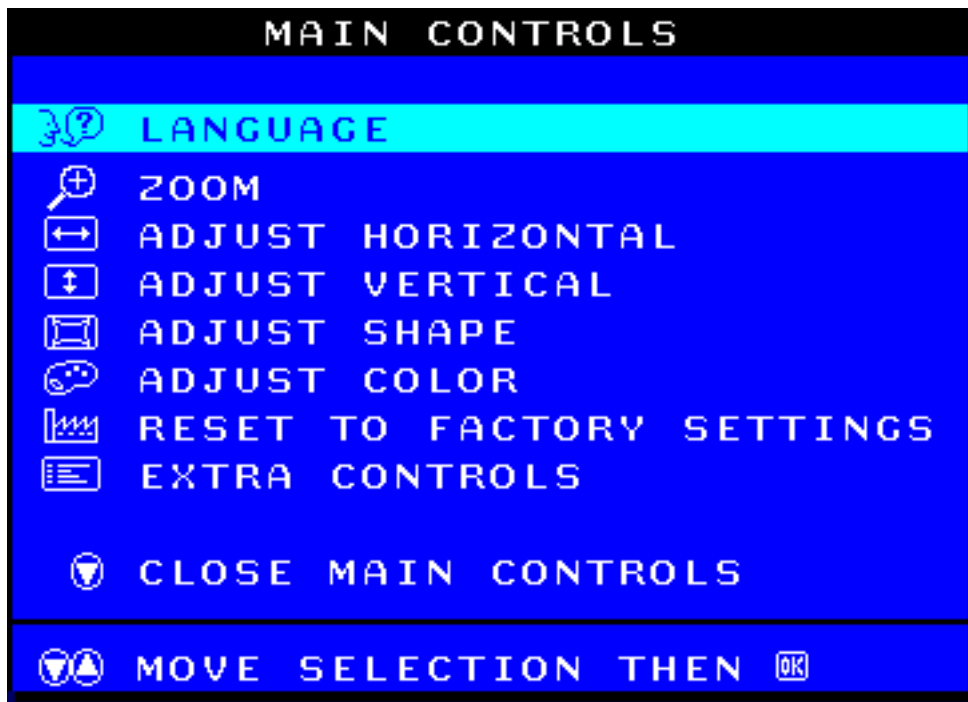 MAIN CONTROLS
LANGUAGE
ZOOM
ADJUST HORIZONTAL
ADJUST VERTICAL
ADJUST SHAPE
ADJUST COLOR
RESET TO FACTORY SETTINGS
EXTRA CONTROLS
CLOSE MAIN CONTROLS
MOVE SELECTION THEN OK